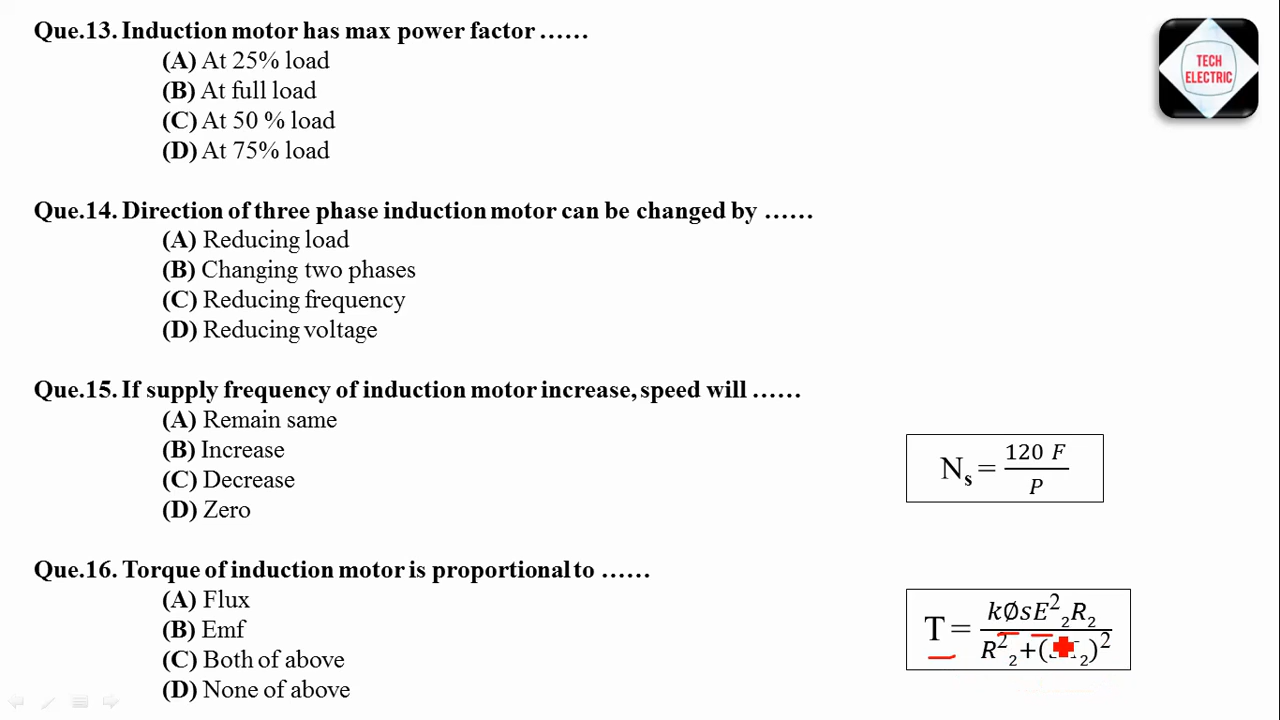 Que.13. Induction motor has max power factor ……
(A) At 25% load
(B) At full load
(C) At 50 % load
(D) At 75% load
TECH
ELECTRIC
Que.14. Direction of three phase induction motor can be changed by ……
(A) Reducing load
(B) Changing two phases
(C) Reducing frequency
(D) Reducing voltage
Que.15. If supply frequency of induction motor increase, speed will ……
(A) Remain same
(B) Increase
(C) Decrease
(D) Zero
Nₛ = 120 F / P
Que.16. Torque of induction motor is proportional to ……
(A) Flux
(B) Emf
(C) Both of above
(D) None of above
T = kØsE²₂R₂ / R²₂+( ₂)²